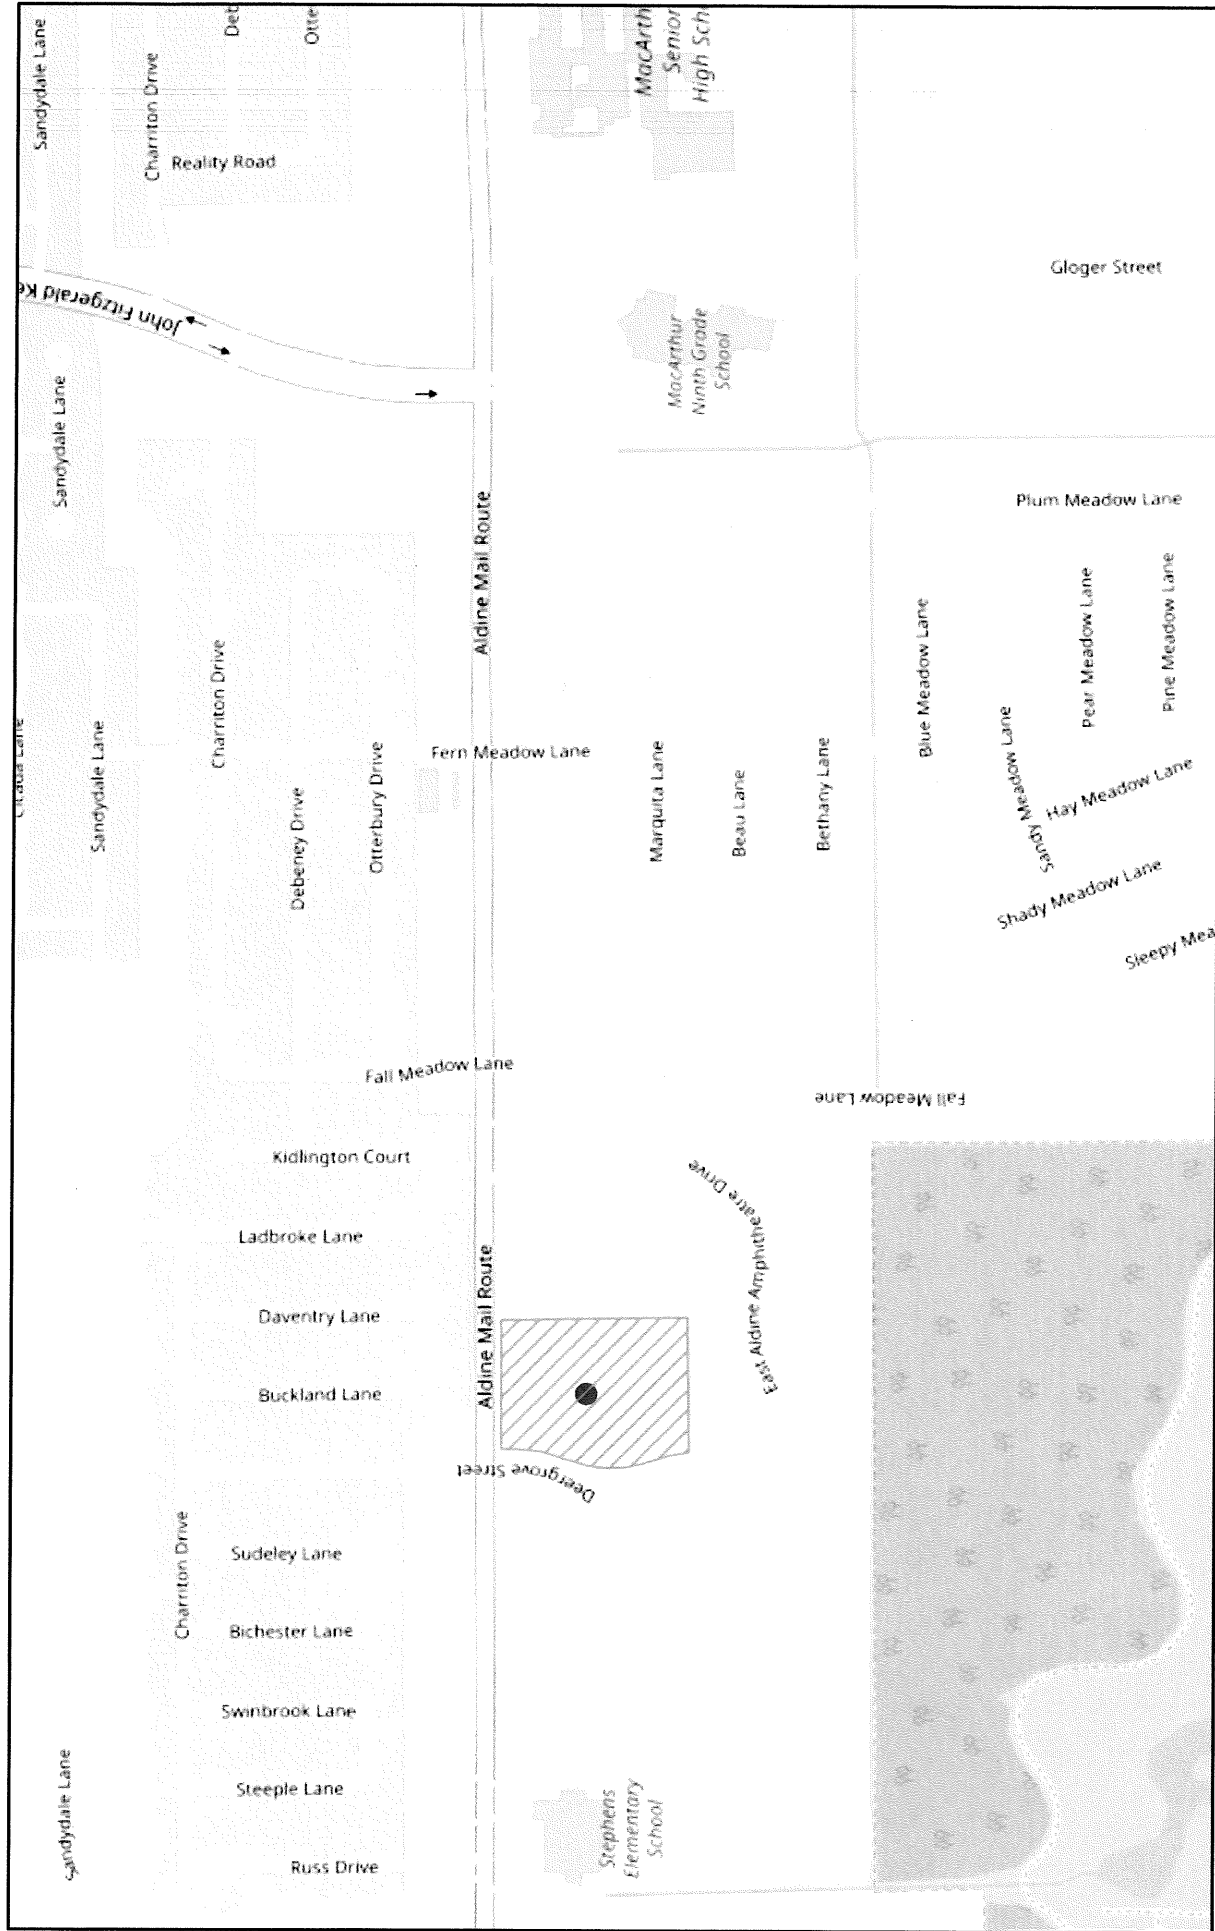 Sandydale Lane
Charriton Drive
Deb
Otte
Reality Road
MacArth
Senior
High Sch
Gloger Street
John Fitzgerald Ke
MacArthur
Ninth Grade
School
Sandydale Lane
Aldine Mail Route
Plum Meadow Lane
Charriton Drive
Sandydale Lane
Debeney Drive
Otterbury Drive
Fern Meadow Lane
Marquita Lane
Beau Lane
Bethany Lane
Blue Meadow Lane
Sandy Meadow Lane
Pear Meadow Lane
Pine Meadow Lane
Hay Meadow Lane
Shady Meadow Lane
Sleepy Mea
Fall Meadow Lane
Fall Meadow Lane
Kidlington Court
Ladbroke Lane
Daventry Lane
Buckland Lane
Aldine Mail Route
East Aldine Amphitheatre Drive
Deergrove Street
Charriton Drive
Sudeley Lane
Bichester Lane
Swinbrook Lane
Steeple Lane
Russ Drive
Sandydale Lane
Stephens
Elementary
School